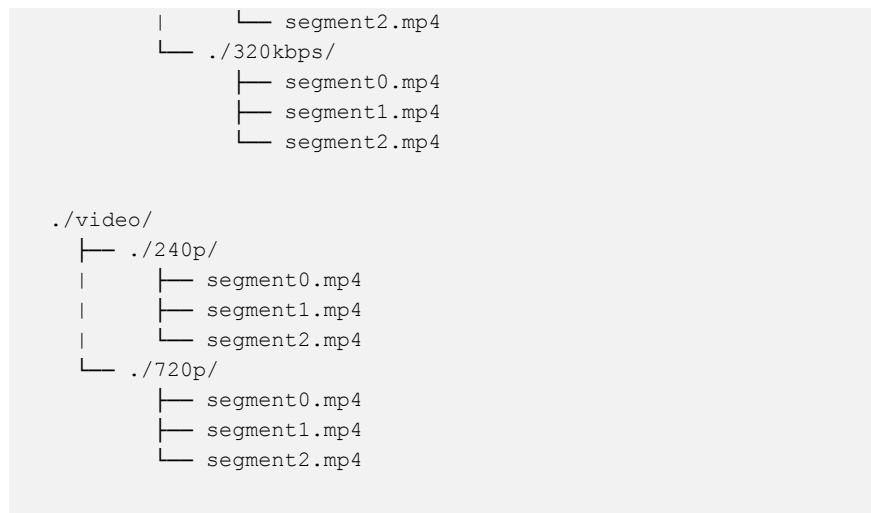 |     └── segment2.mp4
└── ./320kbps/
├── segment0.mp4
├── segment1.mp4
└── segment2.mp4
./video/
├── ./240p/
|     ├── segment0.mp4
|     ├── segment1.mp4
|     └── segment2.mp4
└── ./720p/
├── segment0.mp4
├── segment1.mp4
└── segment2.mp4